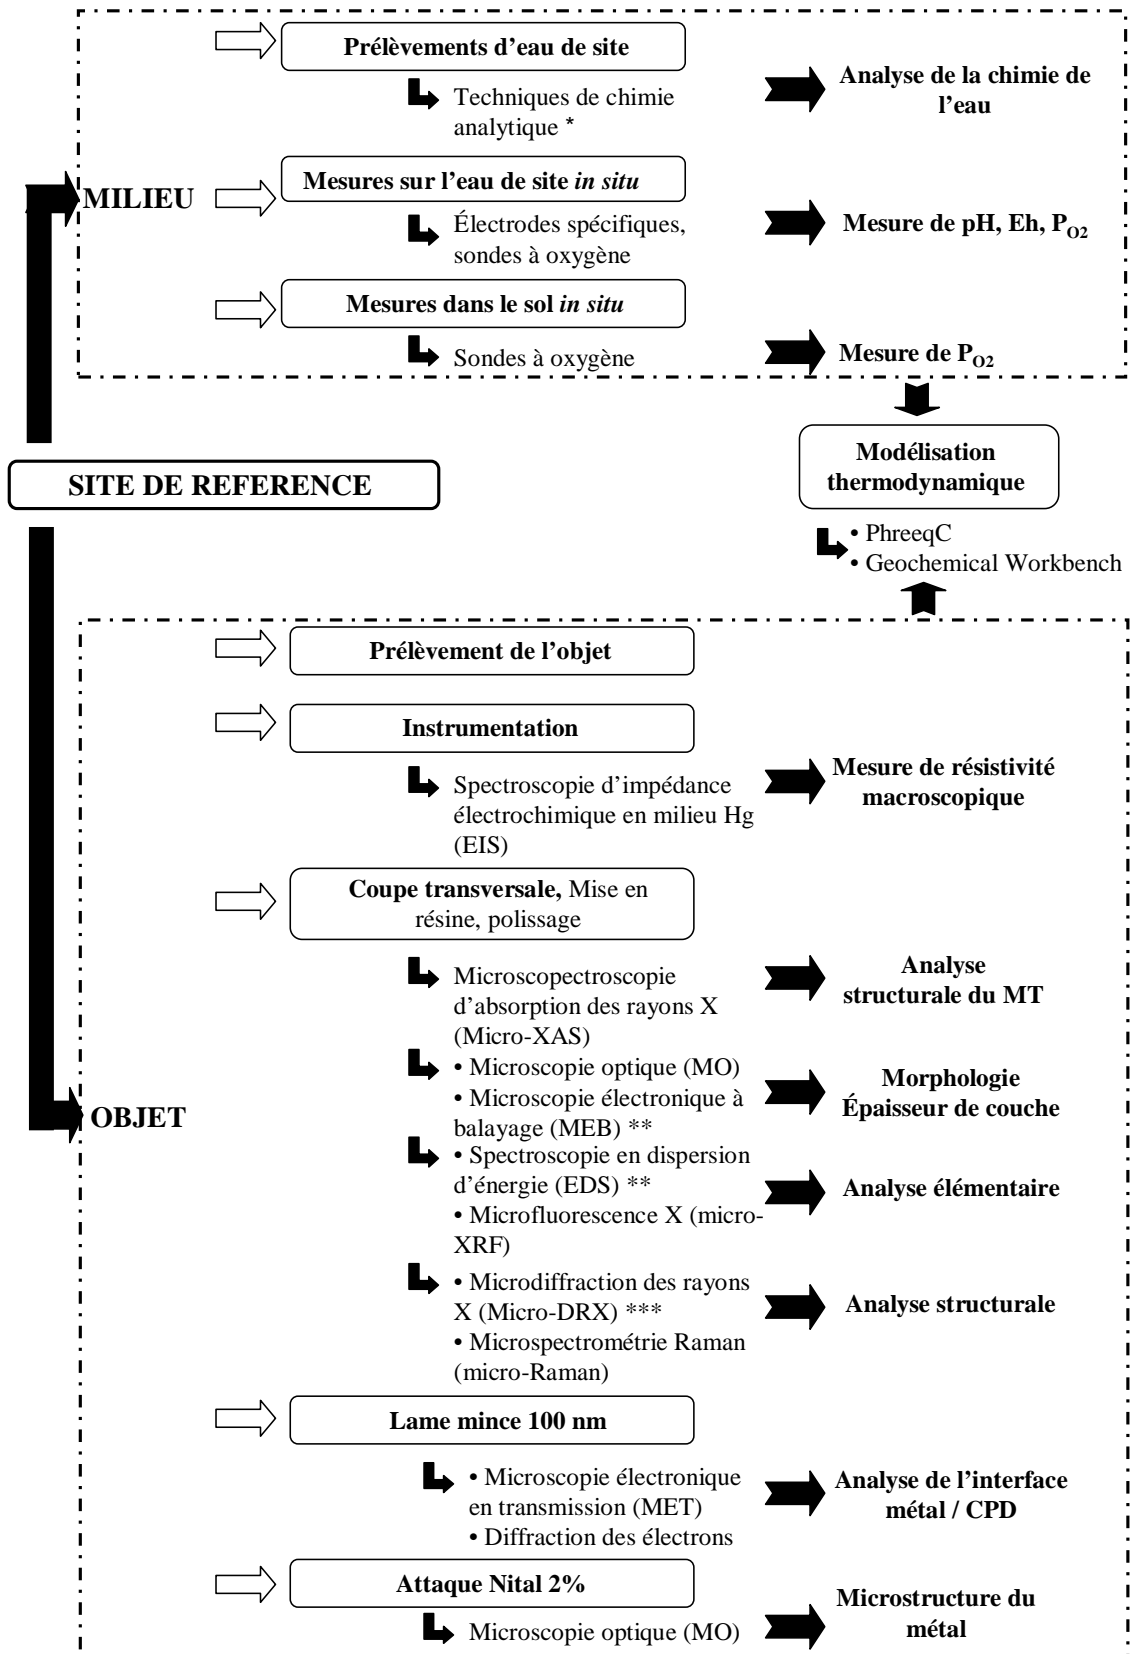 Prélèvements d’eau de site
Techniques de chimie
analytique *
Analyse de la chimie de
l’eau
MILIEU
Mesures sur l’eau de site in situ
Électrodes spécifiques,
sondes à oxygène
Mesure de pH, Eh, PO2
Mesures dans le sol in situ
Sondes à oxygène
Mesure de PO2
SITE DE REFERENCE
Modélisation
thermodynamique
• PhreeqC
• Geochemical Workbench
Prélèvement de l’objet
Instrumentation
Spectroscopie d’impédance
électrochimique en milieu Hg
(EIS)
Mesure de résistivité
macroscopique
Coupe transversale, Mise en
résine, polissage
Microscopectroscopie
d’absorption des rayons X
(Micro-XAS)
Analyse
structurale du MT
• Microscopie optique (MO)
• Microscopie électronique à
balayage (MEB) **
Morphologie
Épaisseur de couche
OBJET
• Spectroscopie en dispersion
d’énergie (EDS) **
• Microfluorescence X (micro-
XRF)
Analyse élémentaire
• Microdiffraction des rayons
X (Micro-DRX) ***
• Microspectrométrie Raman
(micro-Raman)
Analyse structurale
Lame mince 100 nm
• Microscopie électronique
en transmission (MET)
• Diffraction des électrons
Analyse de l’interface
métal / CPD
Attaque Nital 2%
Microscopie optique (MO)
Microstructure du
métal